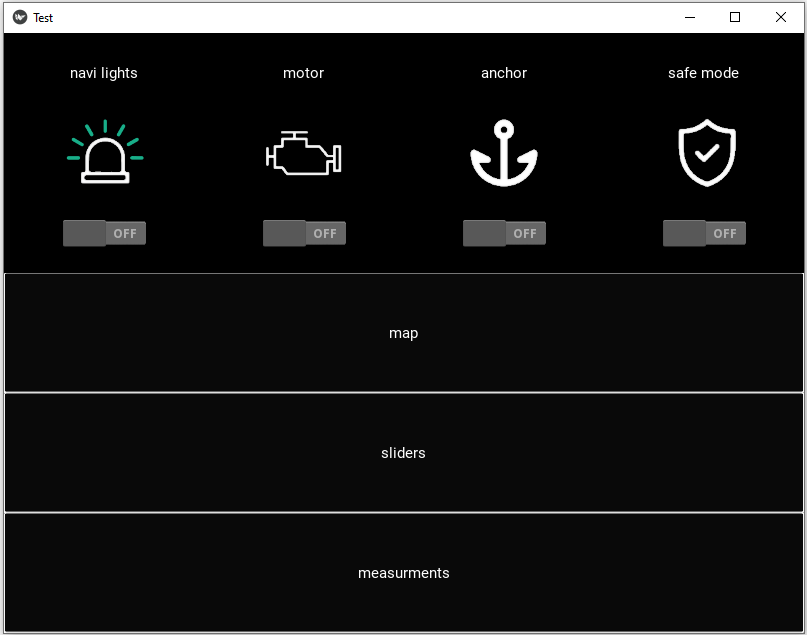 Test
navi lights motor anchor safe mode
OFF OFF OFF OFF
map
sliders
measurments